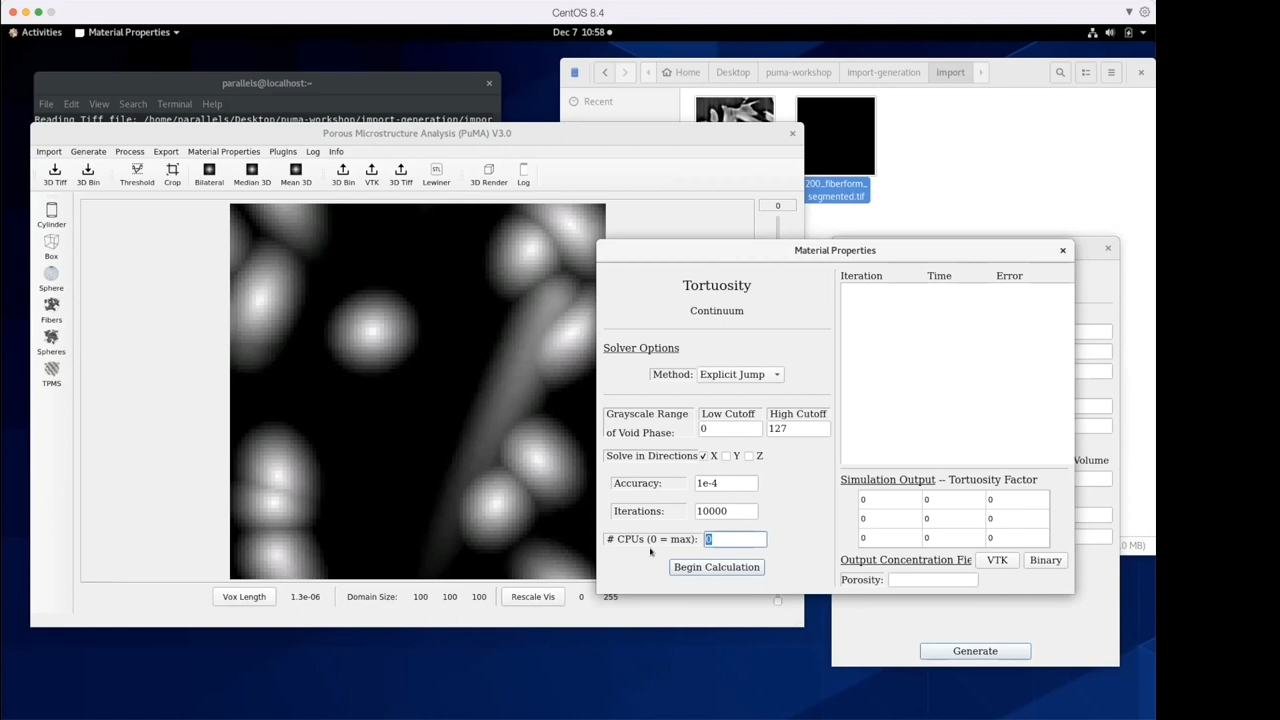 CentOS 8.4
Activities
Material Properties
Dec 7 10:58
parallels@localhost:~
File Edit View Search Terminal Help
Reading Tiff file: /home/parallels/Desktop/puma-workshop/import-generation/impor
Home Desktop puma-workshop import-generation Import
Recent
200_fiberform_
segmented.tif
Porous Microstructure Analysis (PuMA) V3.0
Import Generate Process Export Material Properties PlugIns Log Info
3D Tiff 3D Bin Threshold Crop Bilateral Median 3D Mean 3D 3D Bin VTK 3D Tiff STL Lewiner 3D Render Log
Cylinder
Box
Sphere
Fibers
Spheres
TPMS
0
Vox Length 1.3e-06 Domain Size: 100 100 100 Rescale Vis 0 255
Material Properties
Tortuosity
Continuum
Solver Options
Method: Explicit Jump
Grayscale Range
of Void Phase:
Low Cutoff High Cutoff
0 127
Solve in Directions X Y Z
Accuracy: 1e-4
Iterations: 10000
# CPUs (0 = max): 0
Begin Calculation
Iteration Time Error
Simulation Output -- Tortuosity Factor
0 0 0
0 0 0
0 0 0
Output Concentration Fie VTK Binary
Porosity:
Volume
.0 MB)
Generate